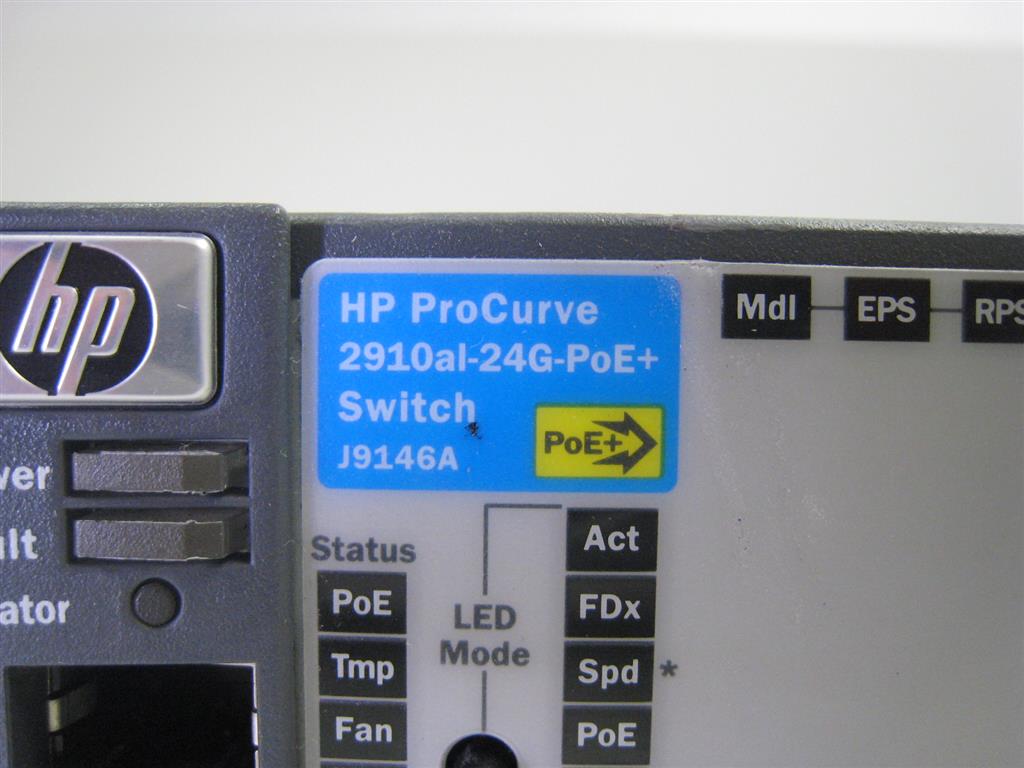 hp
HP ProCurve
2910al-24G-PoE+
Switch
J9146A
PoE+
Mdl
EPS
RPS
wer
ult
ator
Status
PoE
Tmp
Fan
LED
Mode
Act
FDx
Spd *
PoE